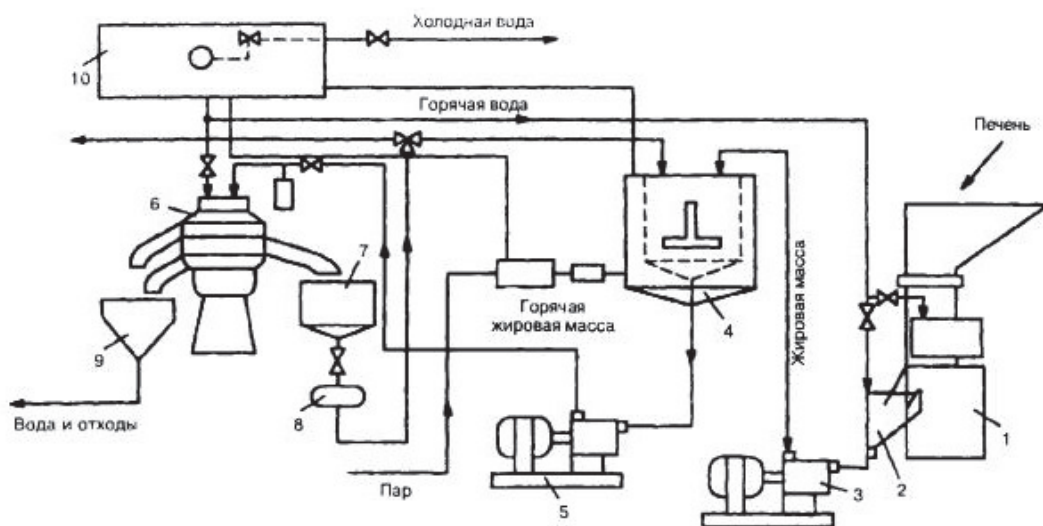 Холодная вода
10
Горячая вода
Печень
6
7
Горячая
жировая масса
4
Жировая масса
9
8
1
2
Вода и отходы
Пар
5
3